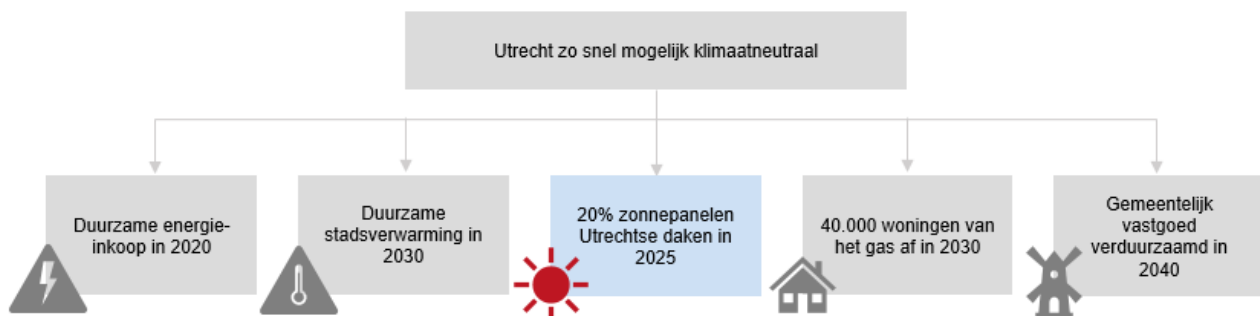 Utrecht zo snel mogelijk klimaatneutraal
Duurzame energie-
inkoop in 2020
Duurzame
stadsverwarming in
2030
20% zonnepanelen
Utrechtse daken in
2025
40.000 woningen van
het gas af in 2030
Gemeentelijk
vastgoed
verduurzaamd in
2040